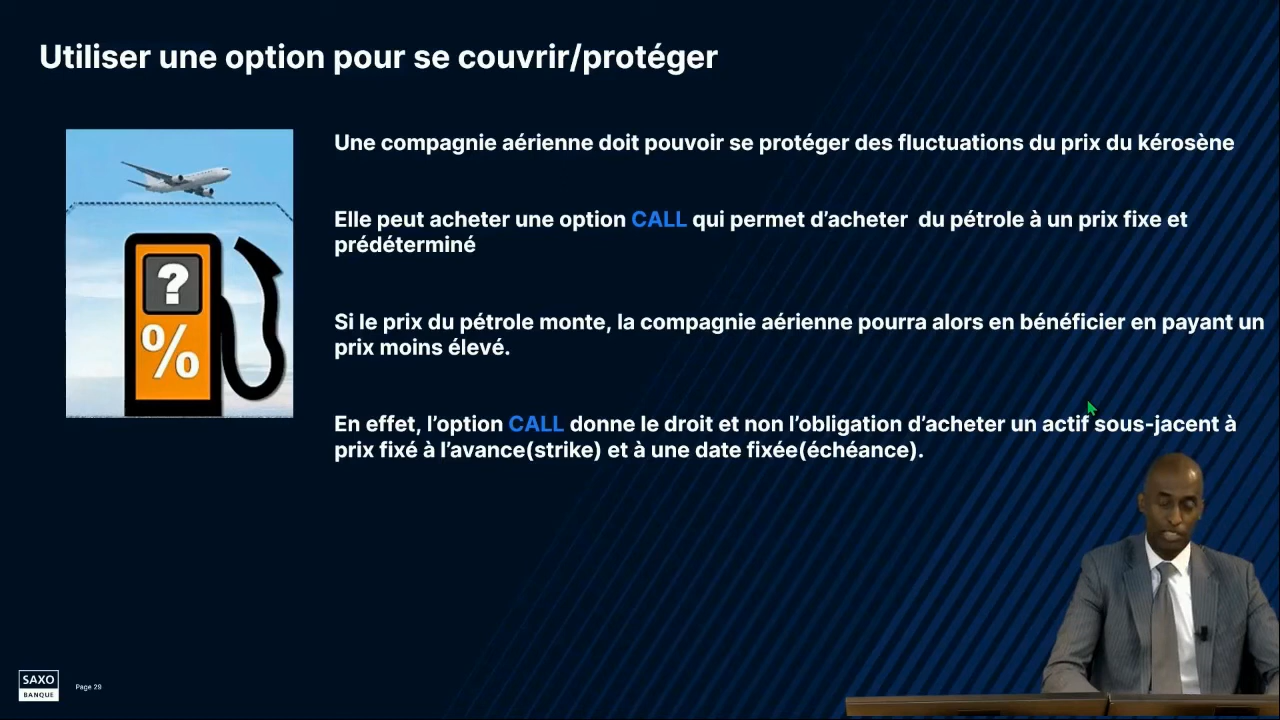 Utiliser une option pour se couvrir/protéger
Une compagnie aérienne doit pouvoir se protéger des fluctuations du prix du kérosène
Elle peut acheter une option CALL qui permet d’acheter  du pétrole à un prix fixe et
prédéterminé
?
%
Si le prix du pétrole monte, la compagnie aérienne pourra alors en bénéficier en payant un
prix moins élevé.
En effet, l’option CALL donne le droit et non l’obligation d’acheter un actif sous-jacent à
prix fixé à l’avance(strike) et à une date fixée(échéance).
SAXO
BANQUE
Page 29